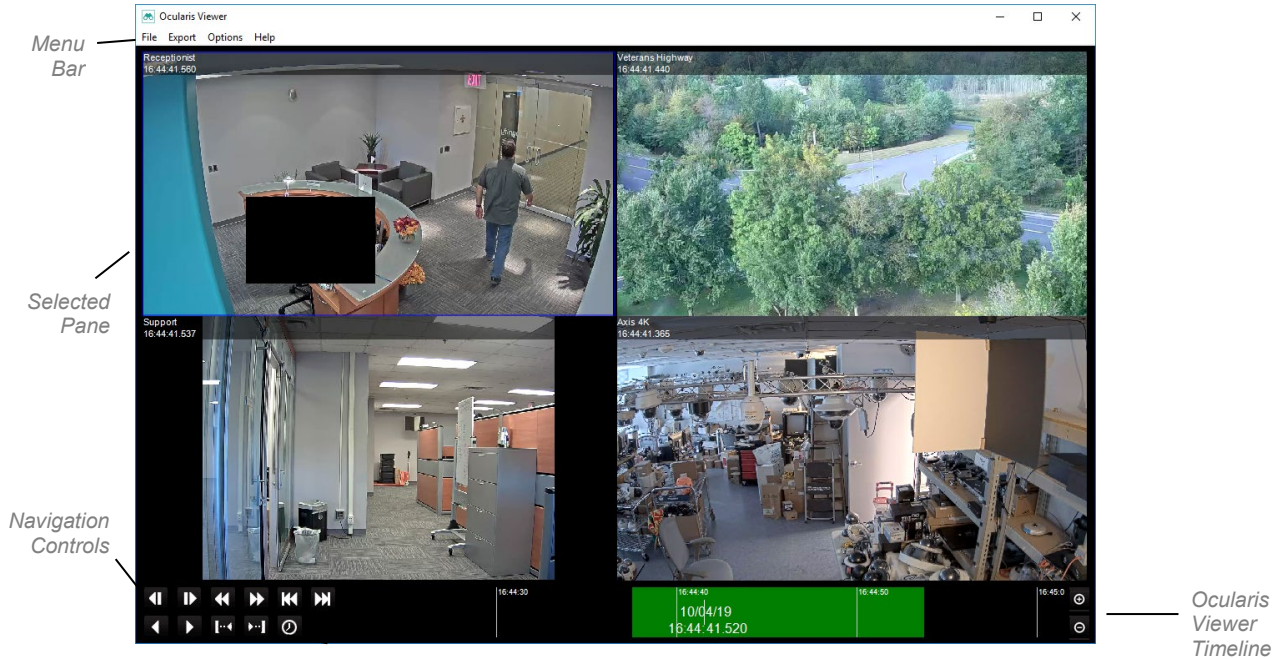 Ocularis Viewer
File Export Options Help
Menu
Bar
Receptionist
16:44:41.560
Veterans Highway
16:44:41.440
EXIT
Selected
Pane
Support
16:44:41.537
Axis 4K
16:44:41.365
Navigation
Controls
16:44:30
16:44:40
16:44:50
16:45:0
10/04/19
16:44:41.520
Ocularis
Viewer
Timeline